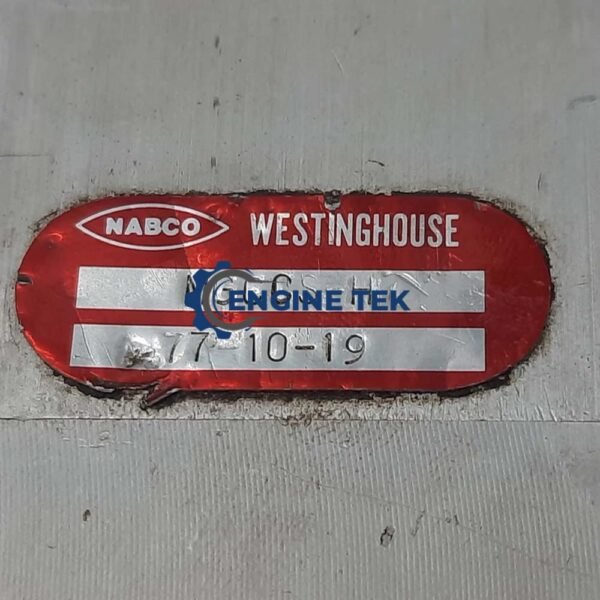 NABCO WESTINGHOUSE
ENGINE TEK
77-10-19